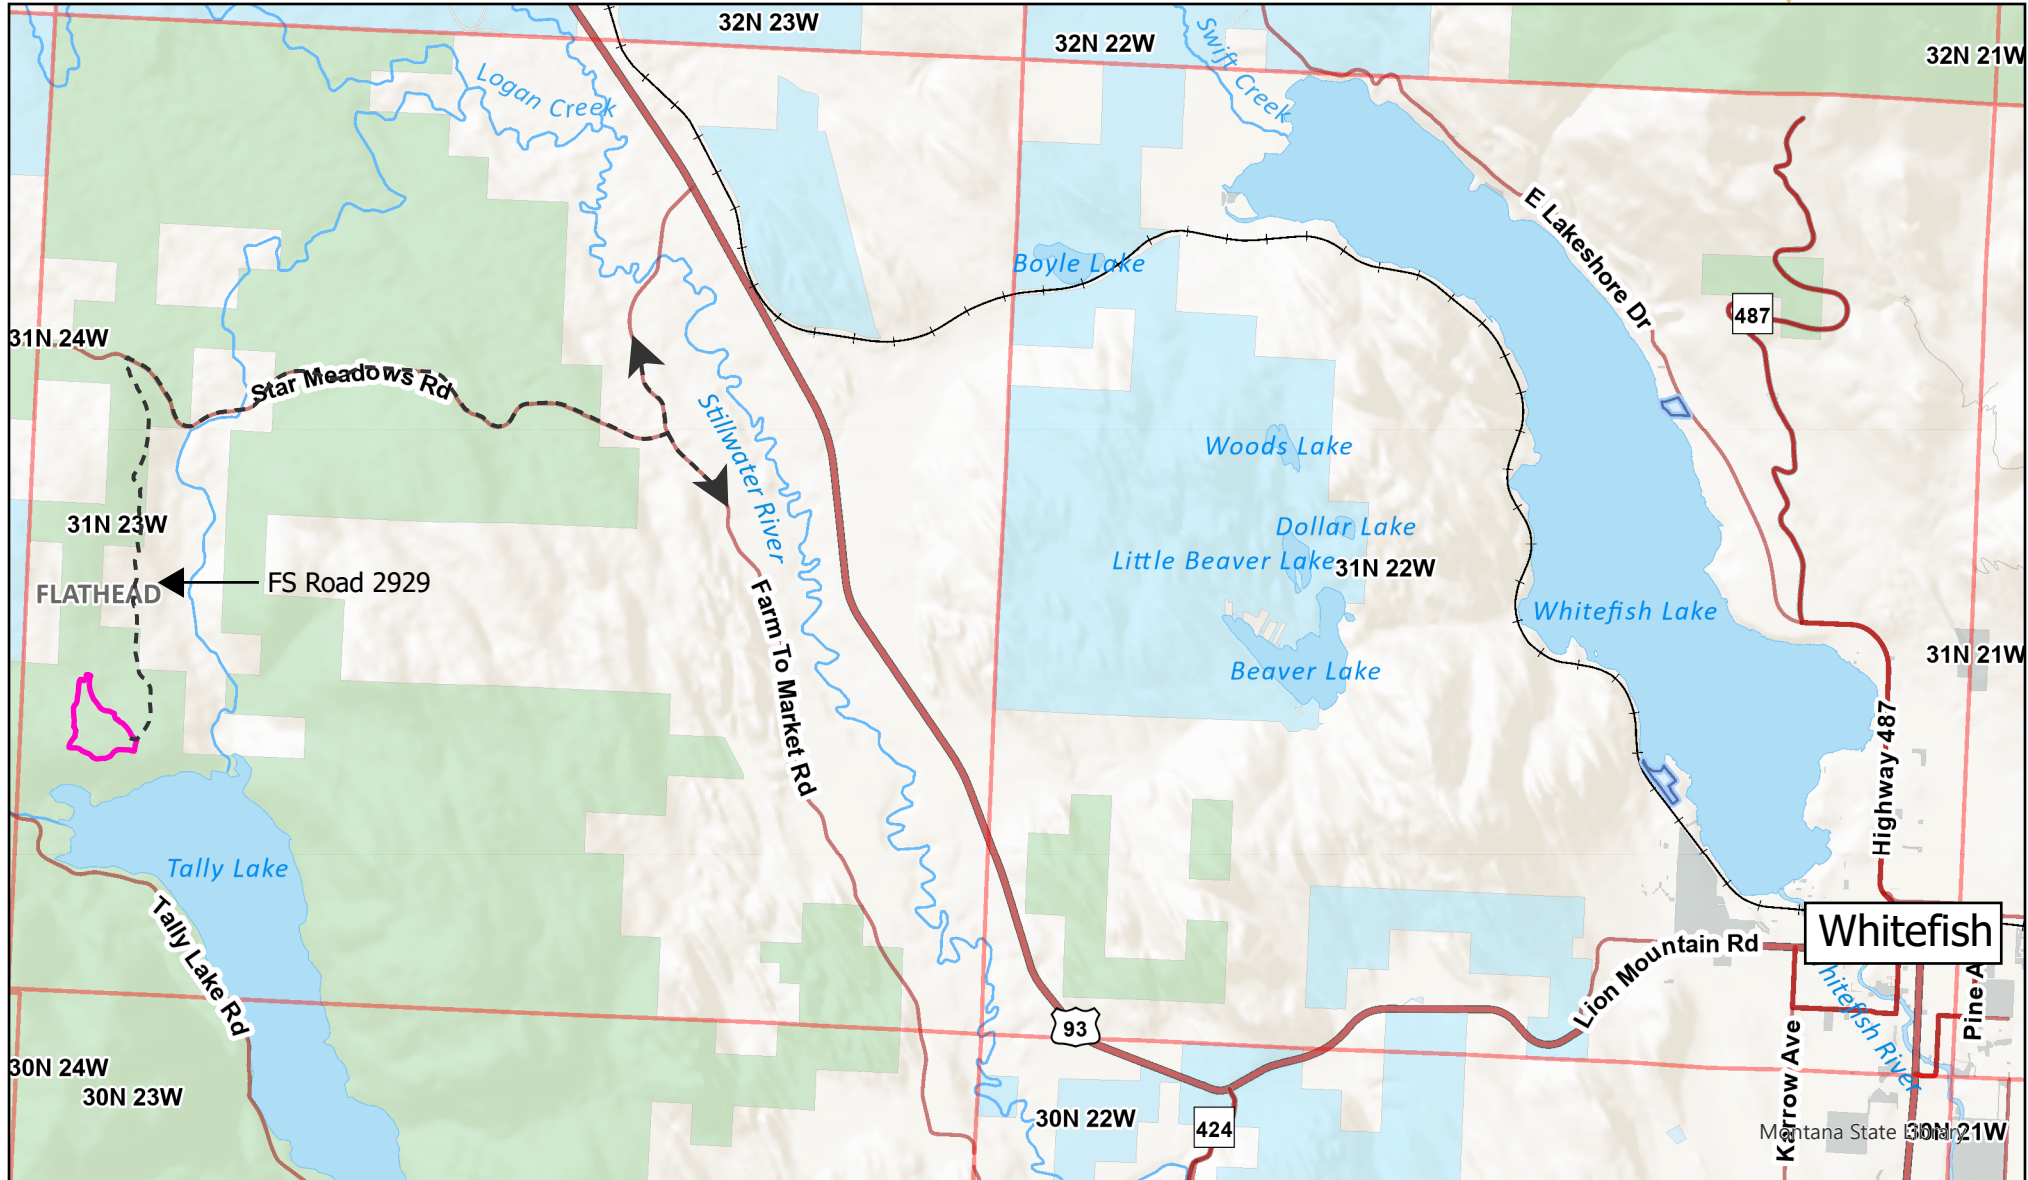 32N 23W
32N 22W
Swift Creek
32N 21W
Logan Creek
E Lakeshore Dr
Boyle Lake
487
31N 24W
Star Meadows Rd
Stillwater River
Woods Lake
31N 23W
Dollar Lake
Little Beaver Lake
31N 22W
FS Road 2929
FLATHEAD
Whitefish Lake
Farm To Market Rd
Beaver Lake
31N 21W
Highway 487
Tally Lake
Tally Lake Rd
Whitefish
Lion Mountain Rd
93
hitefish River
Pine A
Karrow Ave
30N 24W
30N 23W
30N 22W
424
Montana State Library
30N 21W